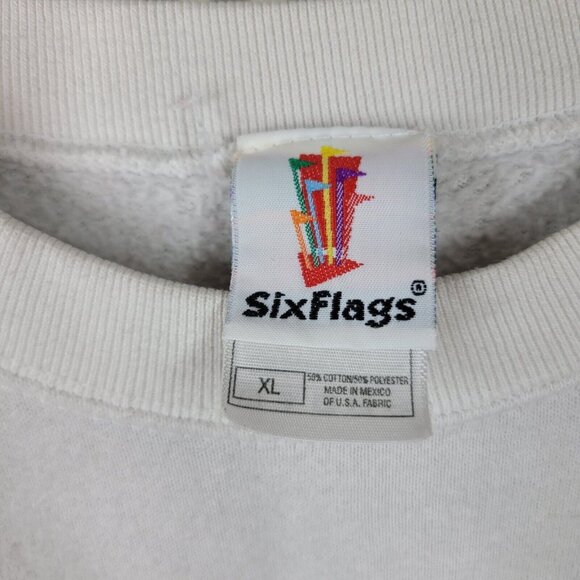 SixFlags®
XL
50% COTTON/50% POLYESTER
MADE IN MEXICO
OF U.S.A. FABRIC